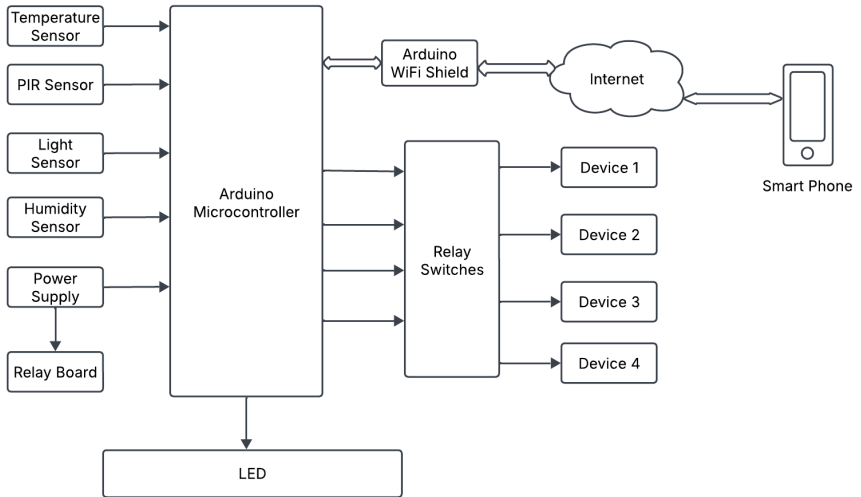 Temperature
Sensor
PIR Sensor
Light
Sensor
Humidity
Sensor
Power
Supply
Relay Board
Arduino
Microcontroller
LED
Arduino
WiFi Shield
Internet
Smart Phone
Relay
Switches
Device 1
Device 2
Device 3
Device 4